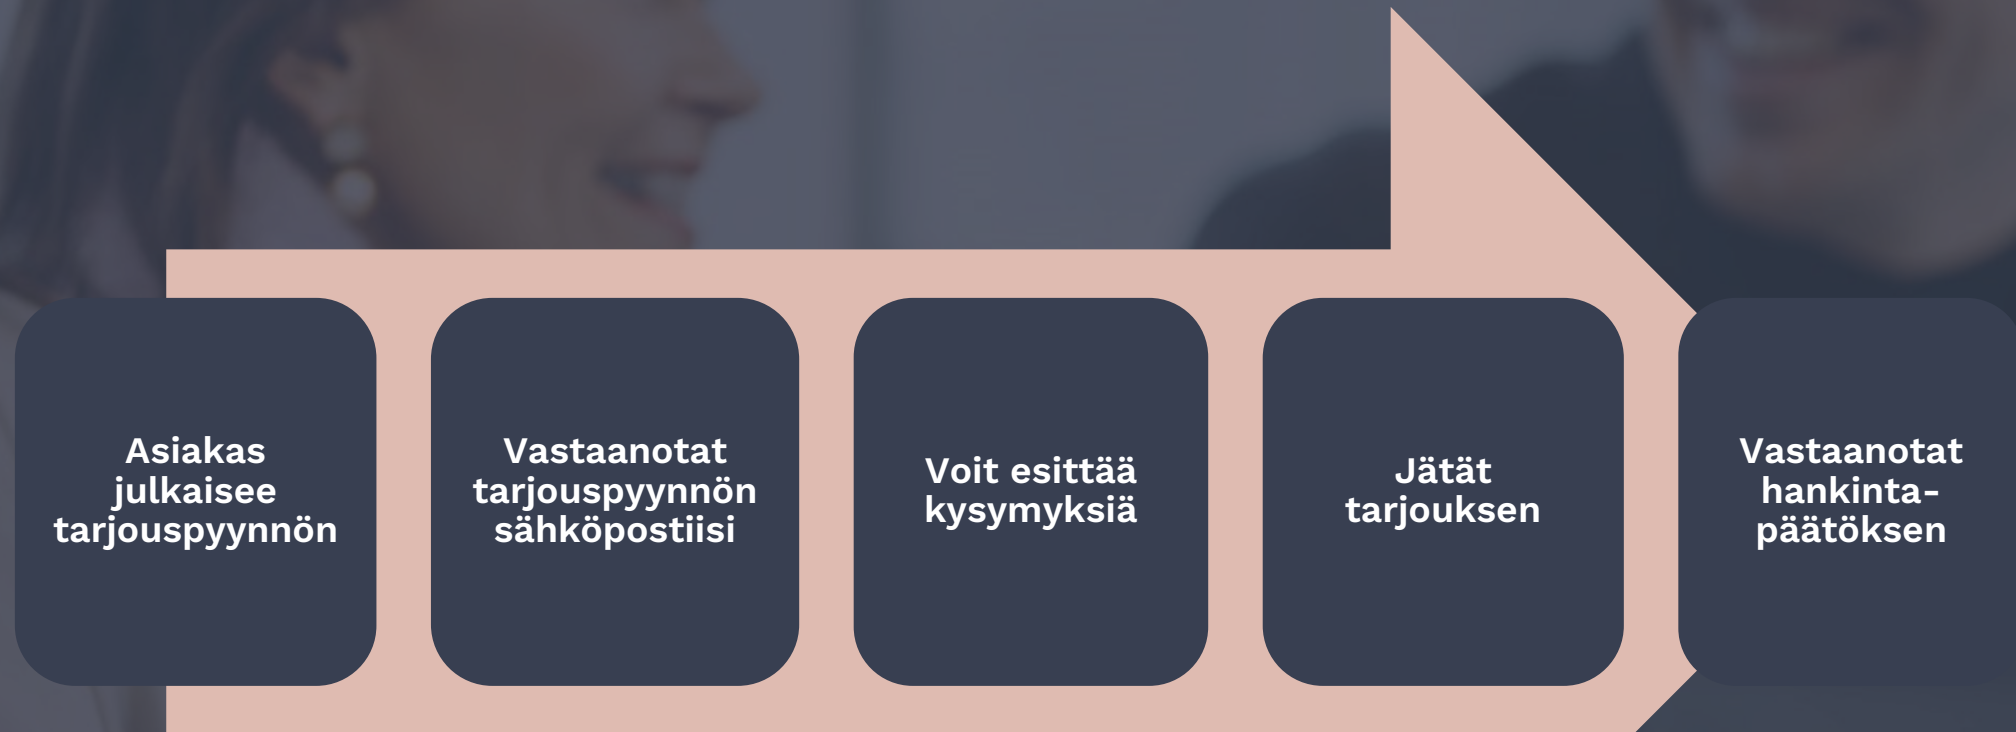 Asiakas
julkaisee
tarjouspyynnön
Vastaanotat
tarjouspyynnön
sähköpostiisi
Voit esittää
kysymyksiä
Jätät
tarjouksen
Vastaanotat
hankinta-
päätöksen